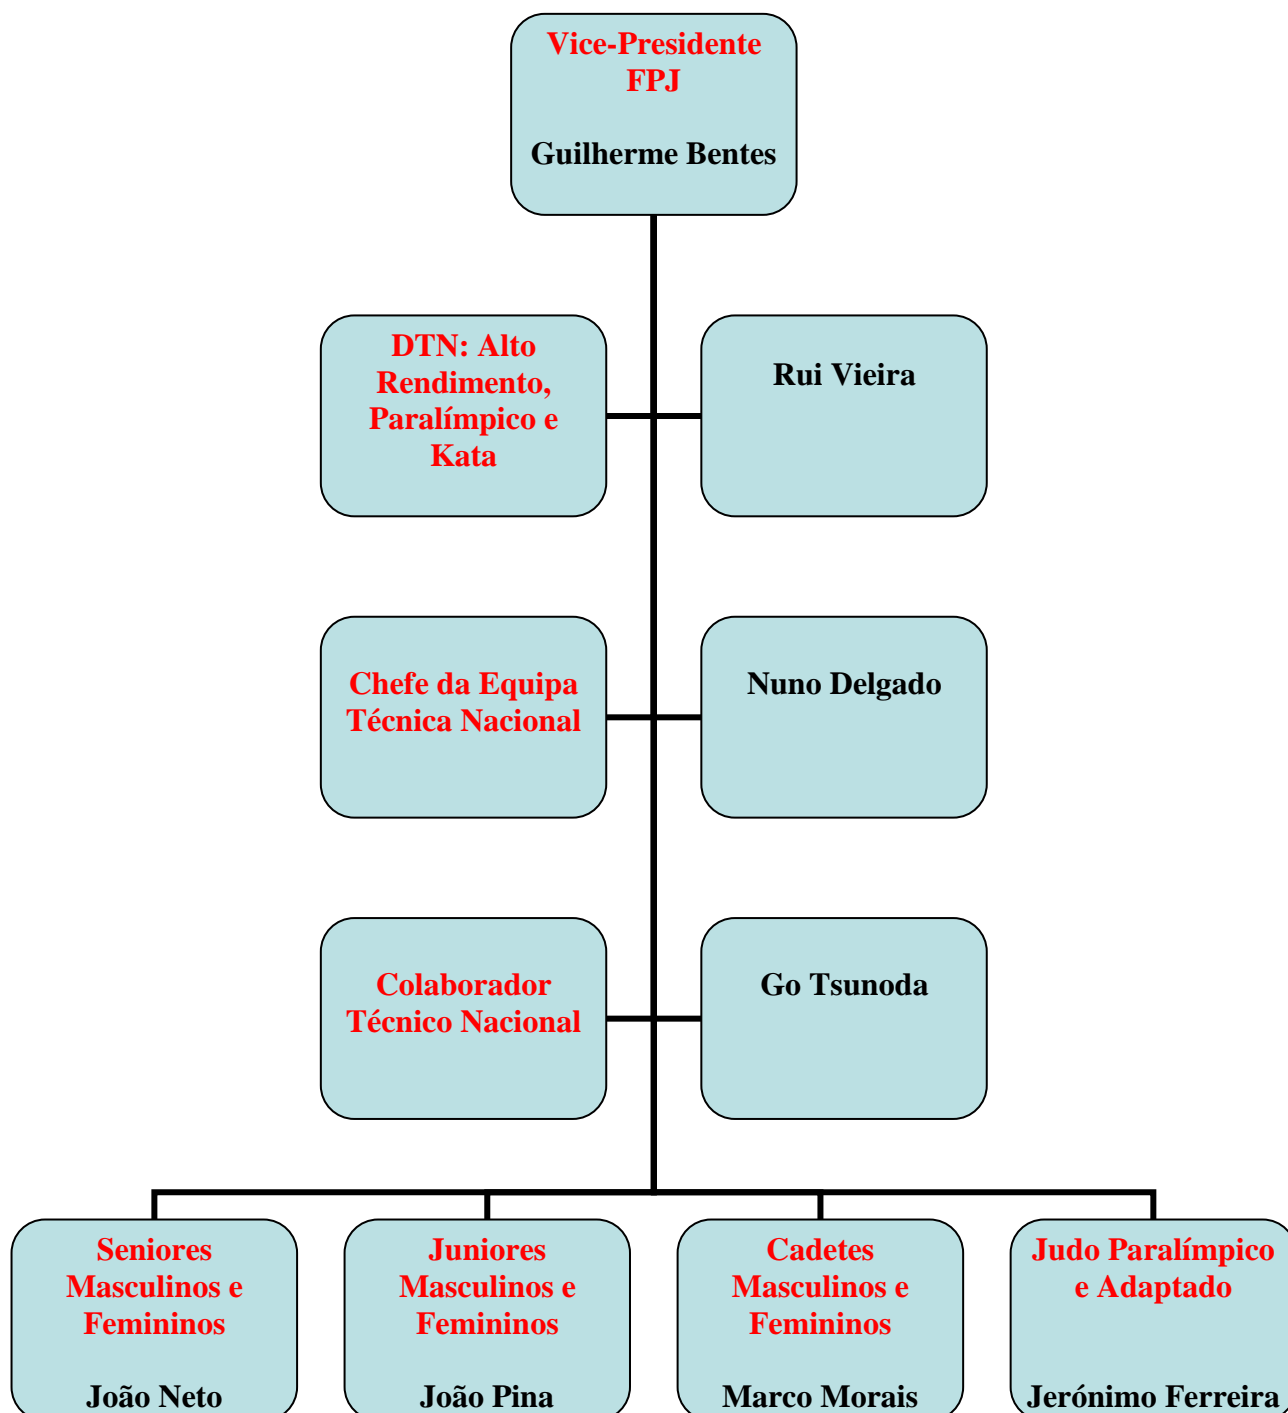 Vice-Presidente
FPJ
Guilherme Bentes
DTN: Alto
Rendimento,
Paralímpico e
Kata
Rui Vieira
Chefe da Equipa
Técnica Nacional
Nuno Delgado
Colaborador
Técnico Nacional
Go Tsunoda
Seniores
Masculinos e
Femininos
João Neto
Juniores
Masculinos e
Femininos
João Pina
Cadetes
Masculinos e
Femininos
Marco Morais
Judo Paralímpico
e Adaptado
Jerónimo Ferreira